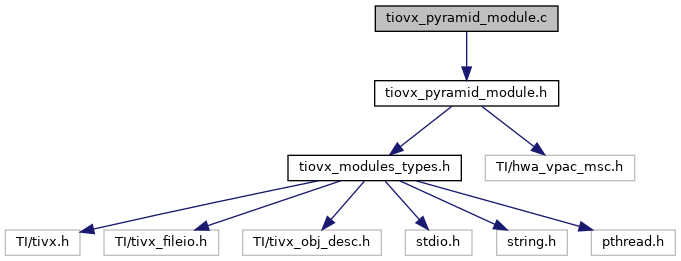 tiovx_pyramid_module.c
tiovx_pyramid_module.h
tiovx_modules_types.h
TI/hwa_vpac_msc.h
TI/tivx.h
TI/tivx_fileio.h
TI/tivx_obj_desc.h
stdio.h
string.h
pthread.h